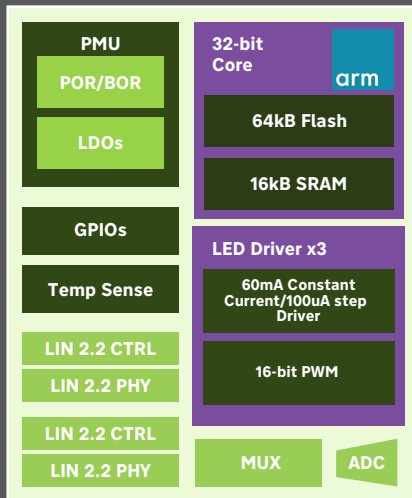 PMU
POR/BOR
LDOs
GPIOs
Temp Sense
LIN 2.2 CTRL
LIN 2.2 PHY
LIN 2.2 CTRL
LIN 2.2 PHY
32-bit
Core
arm
64kB Flash
16kB SRAM
LED Driver x3
60mA Constant
Current/100uA step
Driver
16-bit PWM
MUX
ADC